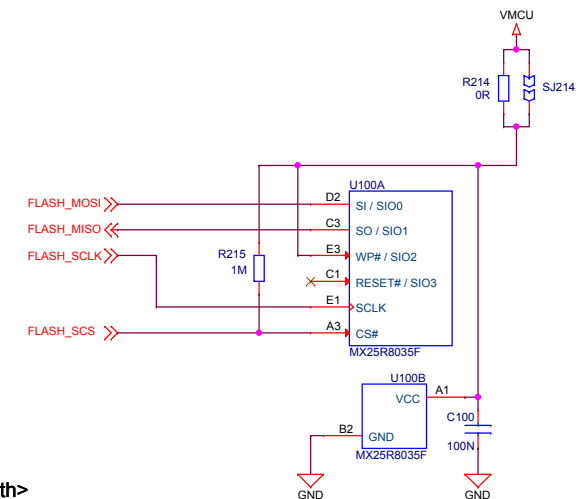 VMCU
R214
0R
SJ214
U100A
FLASH_MOSI
D2
SI / SIO0
FLASH_MISO
C3
SO / SIO1
FLASH_SCLK
R215
1M
E3
WP# / SIO2
C1
RESET# / SIO3
E1
SCLK
FLASH_SCS
A3
CS#
MX25R8035F
U100B
A1
VCC
C100
B2
GND
100N
MX25R8035F
GND
GND
th>